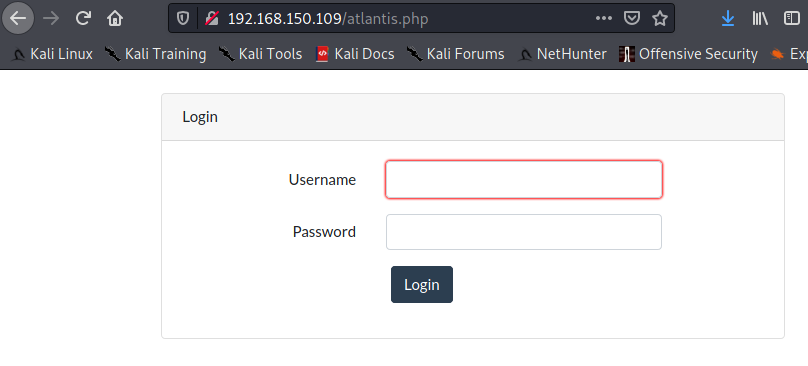 192.168.150.109/atlantis.php
Kali Linux Kali Training Kali Tools Kali Docs Kali Forums NetHunter Offensive Security Exp
Login
Username
Password
Login